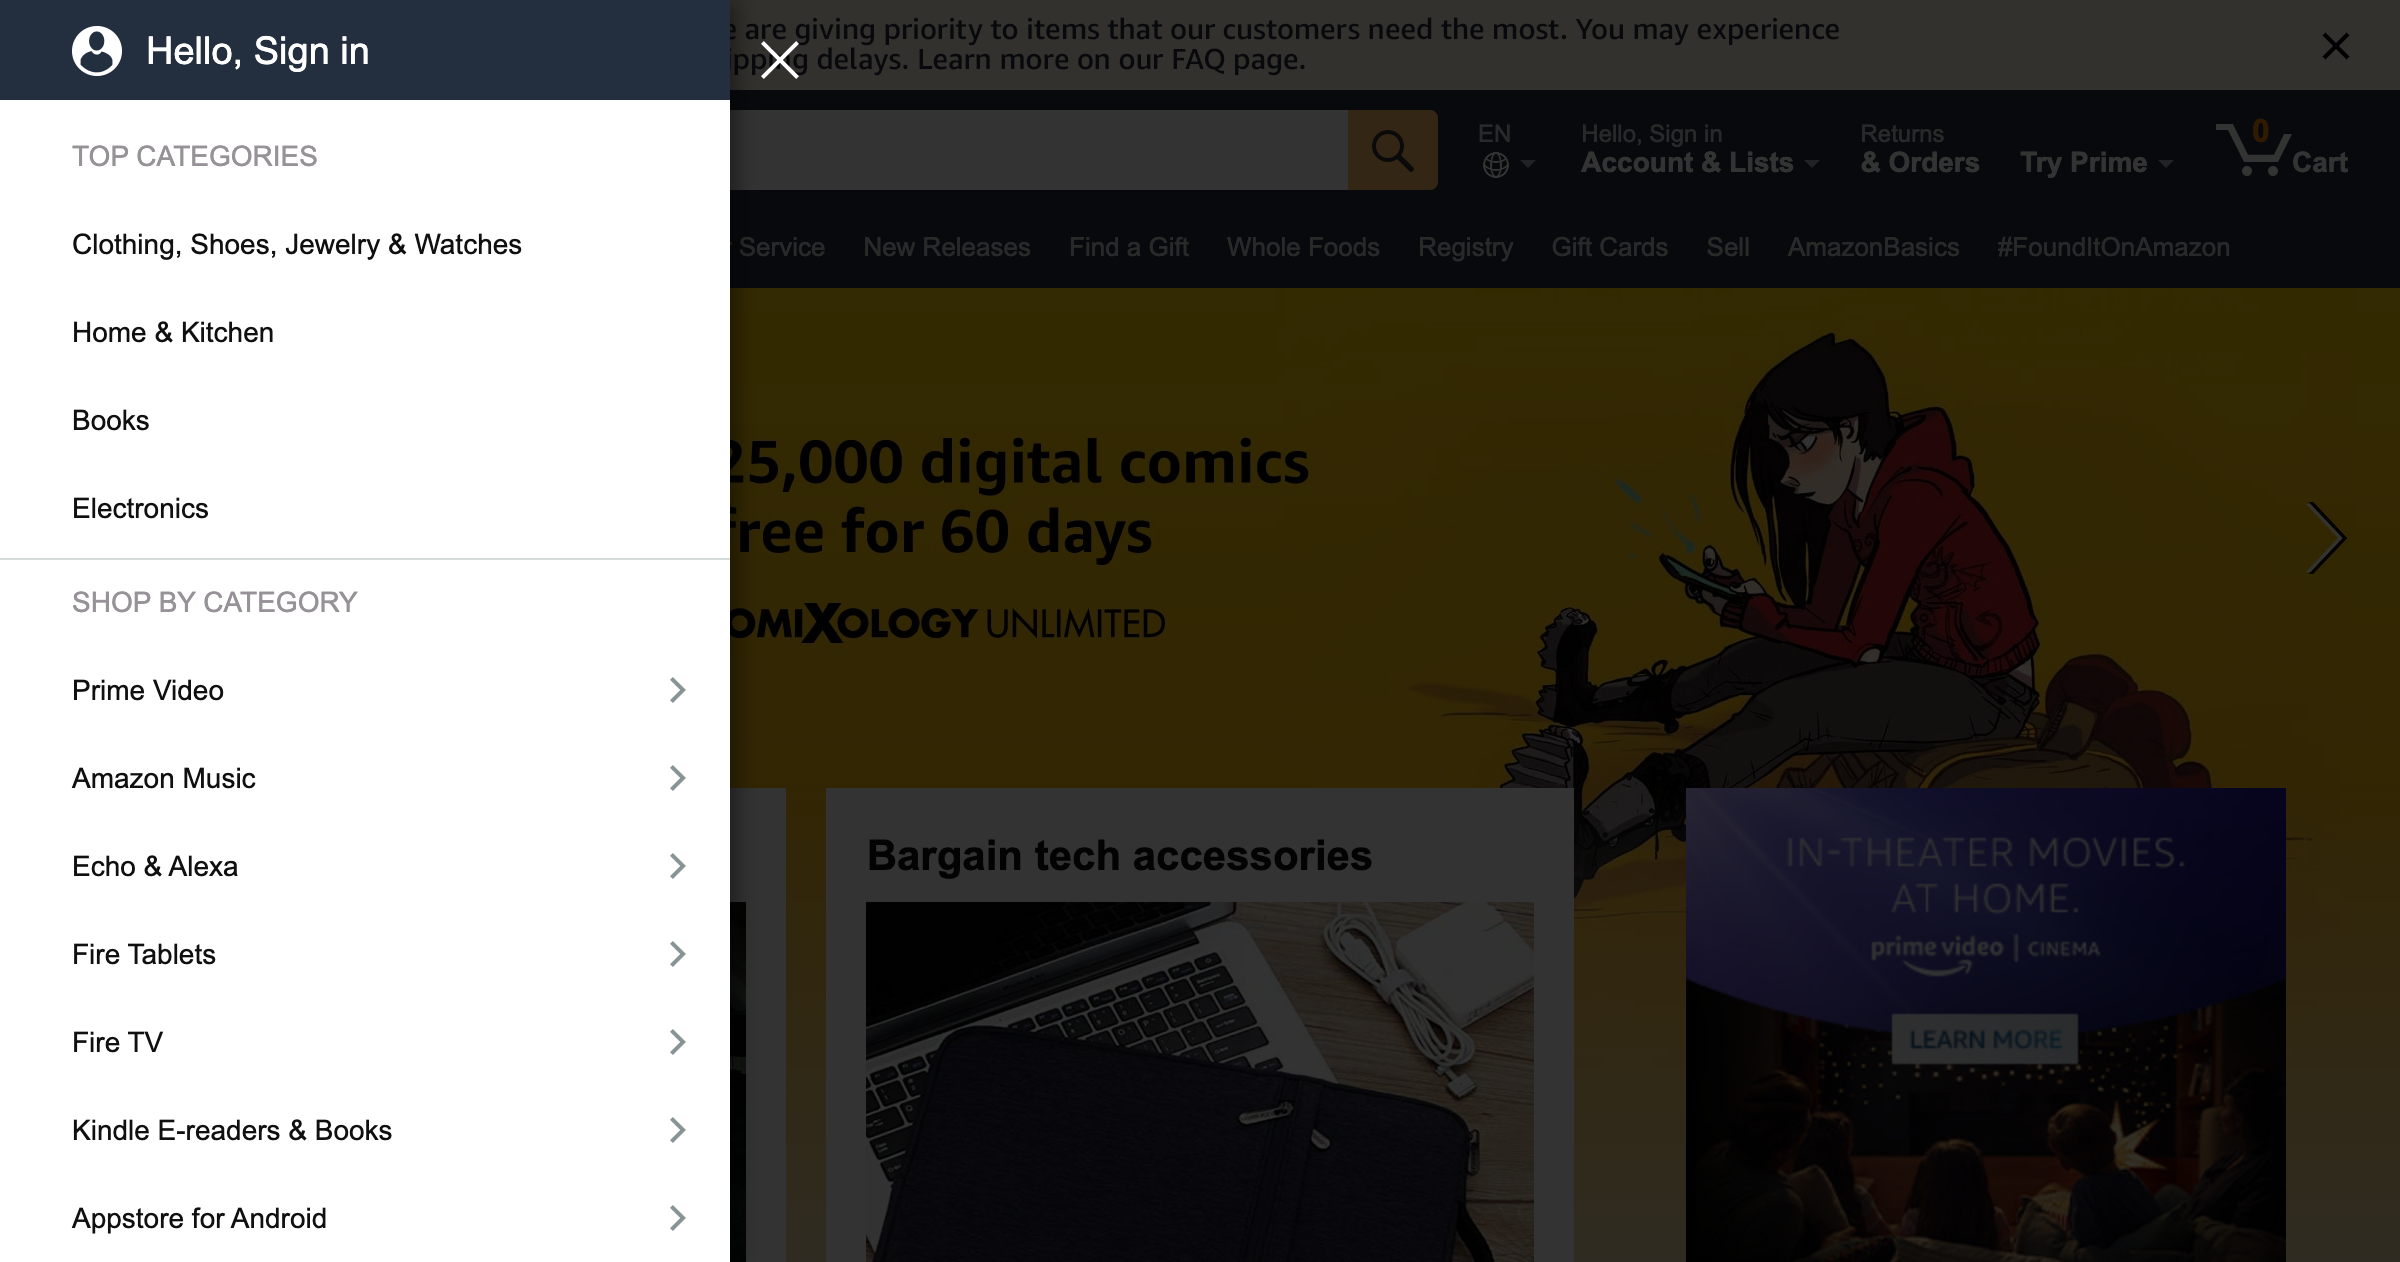 Hello, Sign in
TOP CATEGORIES
Clothing, Shoes, Jewelry & Watches
Home & Kitchen
Books
Electronics
SHOP BY CATEGORY
Prime Video
Amazon Music
Echo & Alexa
Fire Tablets
Fire TV
Kindle E-readers & Books
Appstore for Android
are giving priority to items that our customers need the most. You may experience
delays. Learn more on our FAQ page.
EN
Hello, Sign in
Account & Lists
Returns
& Orders
Try Prime
0
Cart
Service
New Releases
Find a Gift
Whole Foods
Registry
Gift Cards
Sell
AmazonBasics
#FoundItOnAmazon
25,000 digital comics
free for 60 days
OMIXOLOGY UNLIMITED
Bargain tech accessories
IN-THEATER MOVIES.
AT HOME.
prime video | CINEMA
LEARN MORE